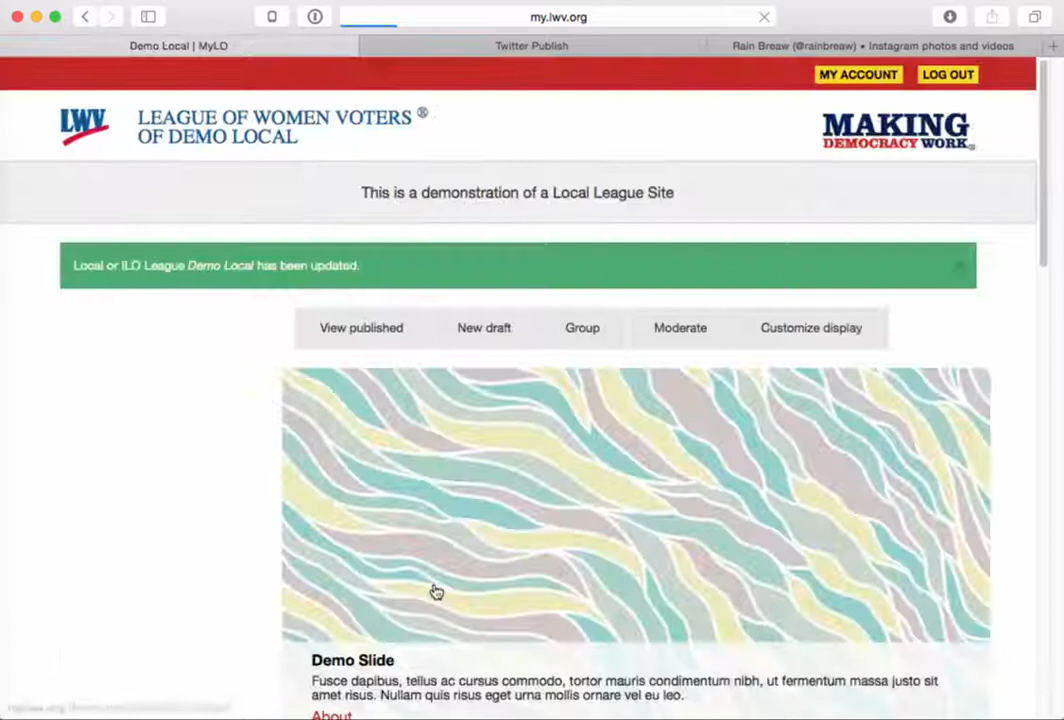 my.lwv.org
Demo Local | MyLO
Twitter Publish
Rain Breaw (@rainbreaw) • Instagram photos and videos
MY ACCOUNT
LOG OUT
LWV
LEAGUE OF WOMEN VOTERS ®
OF DEMO LOCAL
MAKING
DEMOCRACY WORK®
This is a demonstration of a Local League Site
Local or ILO League Demo Local has been updated.
View published
New draft
Group
Moderate
Customize display
Demo Slide
Fusce dapibus, tellus ac cursus commodo, tortor mauris condimentum nibh, ut fermentum massa justo sit
amet risus. Nullam quis risus eget urna mollis ornare vel eu leo.
About